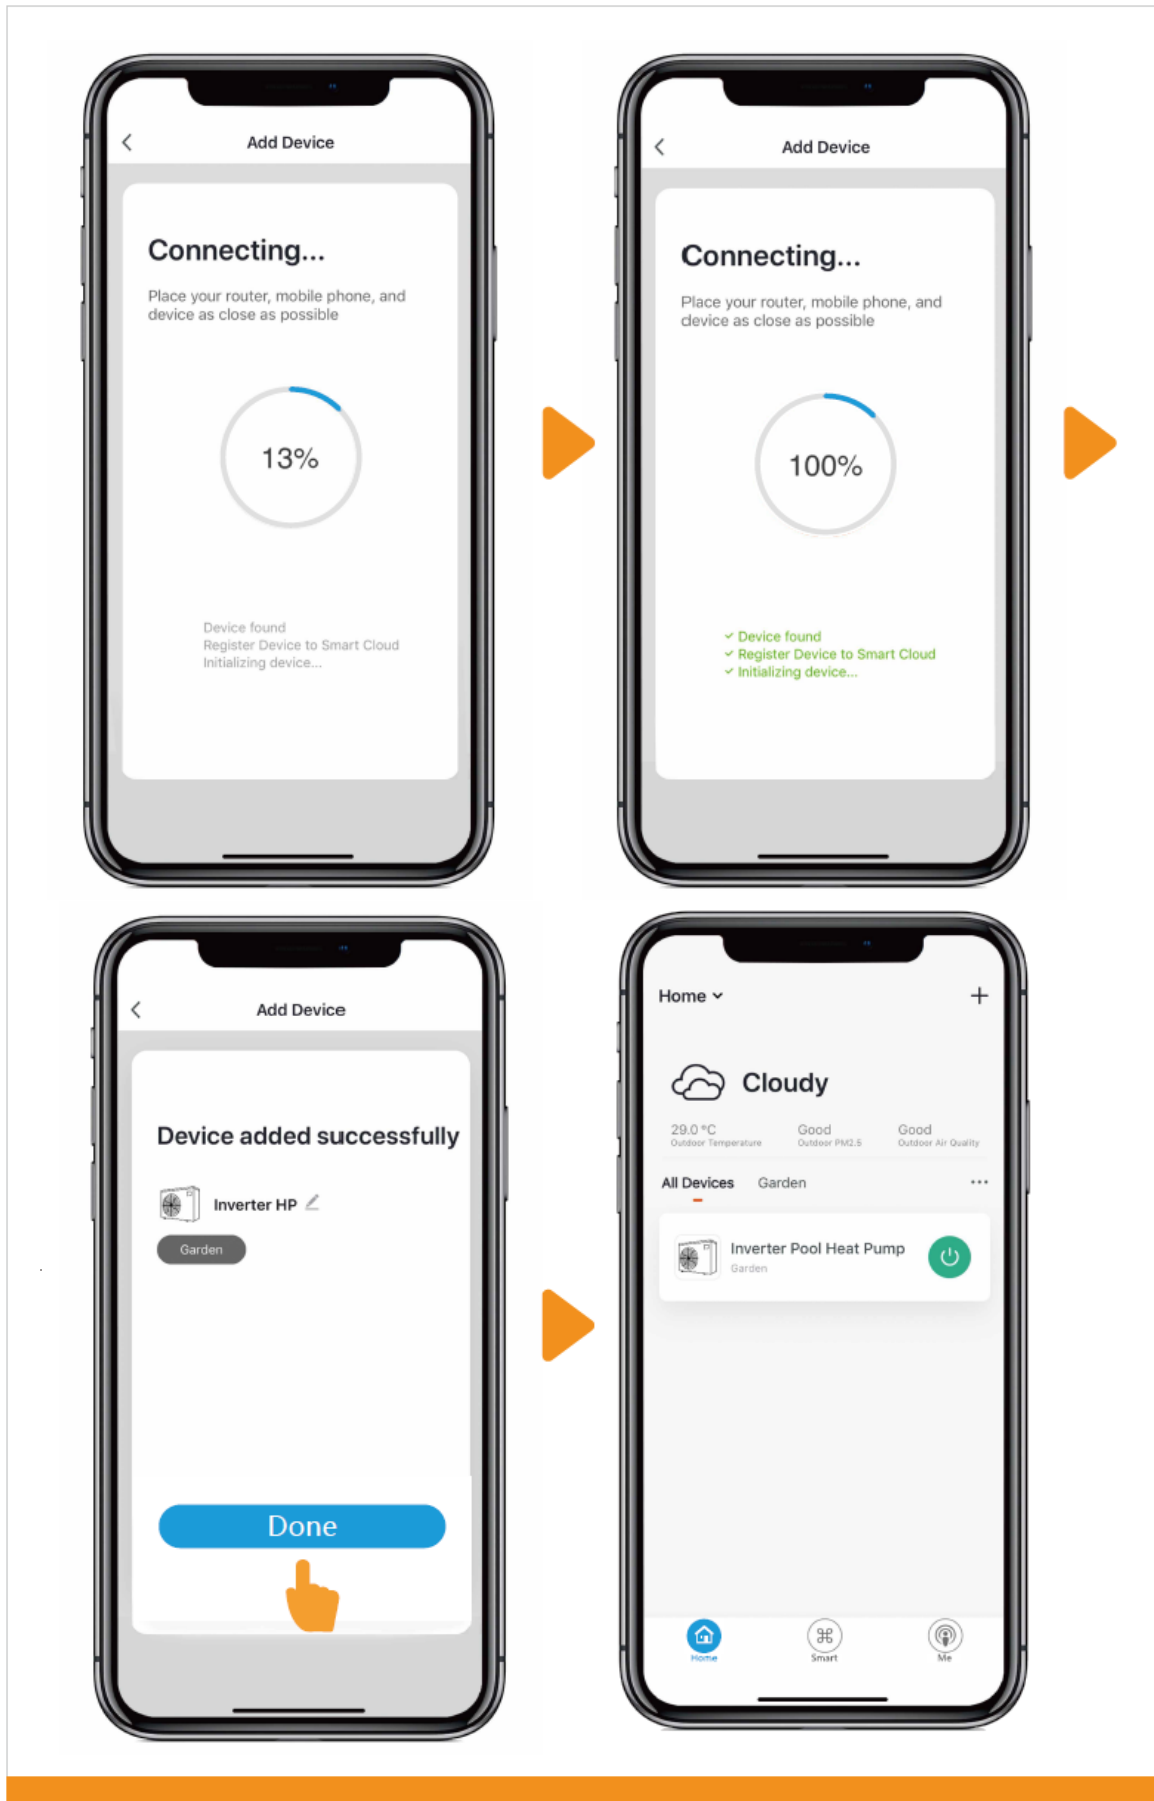 Add Device
Connecting...
Place your router, mobile phone, and
device as close as possible
13%
Device found
Register Device to Smart Cloud
Initializing device...
Add Device
Connecting...
Place your router, mobile phone, and
device as close as possible
100%
Device found
Register Device to Smart Cloud
Initializing device...
Add Device
Device added successfully
Inverter HP
Garden
Done
Home
Cloudy
29.0 °C Good Good
Outdoor Temperature Outdoor PM2.5 Outdoor Air Quality
All Devices Garden
Inverter Pool Heat Pump
Garden
Home Smart Me